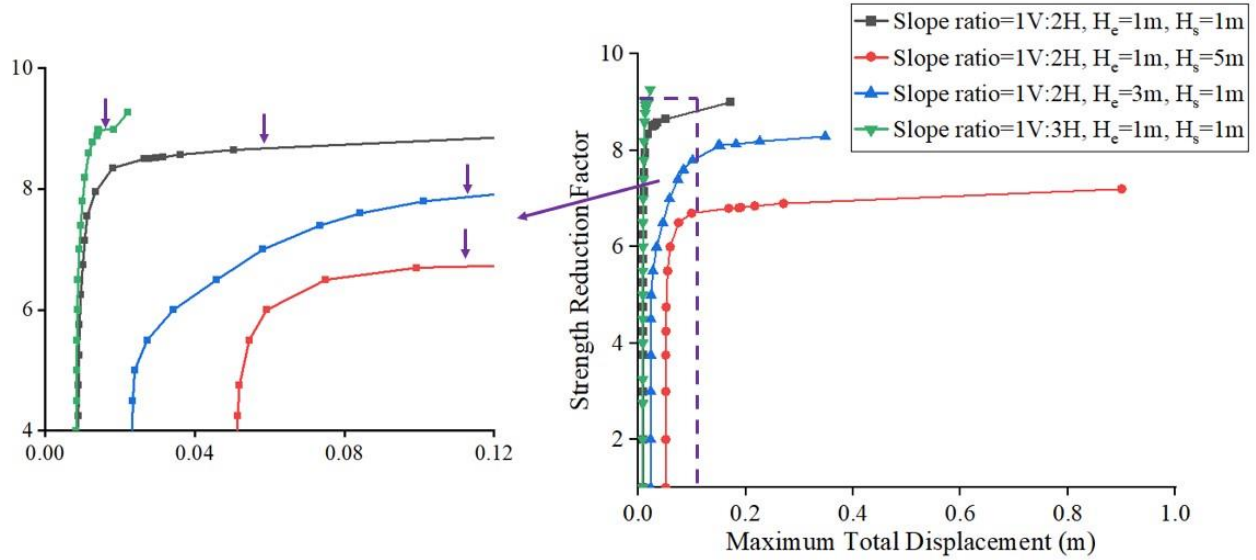 Slope ratio=1V:2H, Hₑ=1m, Hₛ=1m
Slope ratio=1V:2H, Hₑ=1m, Hₛ=5m
Slope ratio=1V:2H, Hₑ=3m, Hₛ=1m
Slope ratio=1V:3H, Hₑ=1m, Hₛ=1m
10
8
6
4
0.00 0.04 0.08 0.12
Strength Reduction Factor
10
8
6
4
2
0.0 0.2 0.4 0.6 0.8 1.0
Maximum Total Displacement (m)